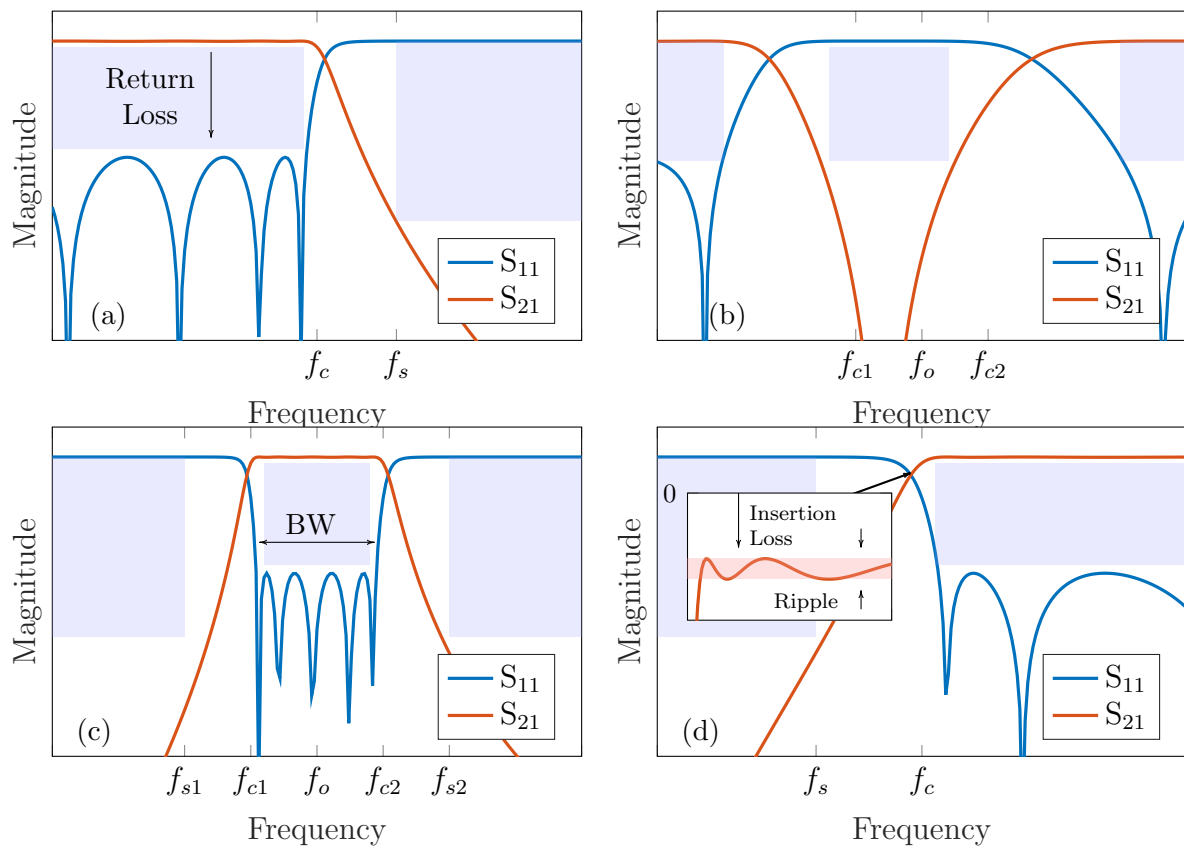 Magnitude
Return
Loss
S11
S21
(a)
fc
fs
Frequency
Magnitude
S11
S21
(b)
fc1
fo
fc2
Frequency
Magnitude
BW
S11
S21
(c)
fs1
fc1
fo
fc2
fs2
Frequency
Magnitude
0
Insertion
Loss
Ripple
S11
S21
(d)
fs
fc
Frequency